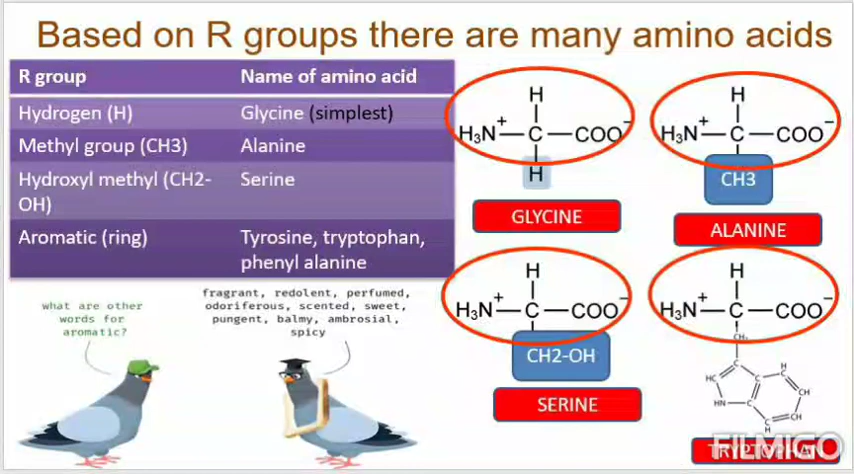 Based on R groups there are many amino acids
R group Name of amino acid
Hydrogen (H) Glycine (simplest)
Methyl group (CH3) Alanine
Hydroxyl methyl (CH2-
OH)
Serine
Aromatic (ring) Tyrosine, tryptophan,
phenyl alanine
what are other
words for
aromatic?
fragrant, redolent, perfumed,
odoriferous, scented, sweet,
pungent, balmy, ambrosial,
spicy
H
H₃N⁺ C COO⁻
H
GLYCINE
H
H₃N⁺ C COO⁻
CH3
ALANINE
H
H₃N⁺ C COO⁻
CH2-OH
SERINE
H
H₃N⁺ C COO⁻
CH₂
C
HC C H C
CH
HN C CH
C
H
TRYPTOPHAN
FILMIGO